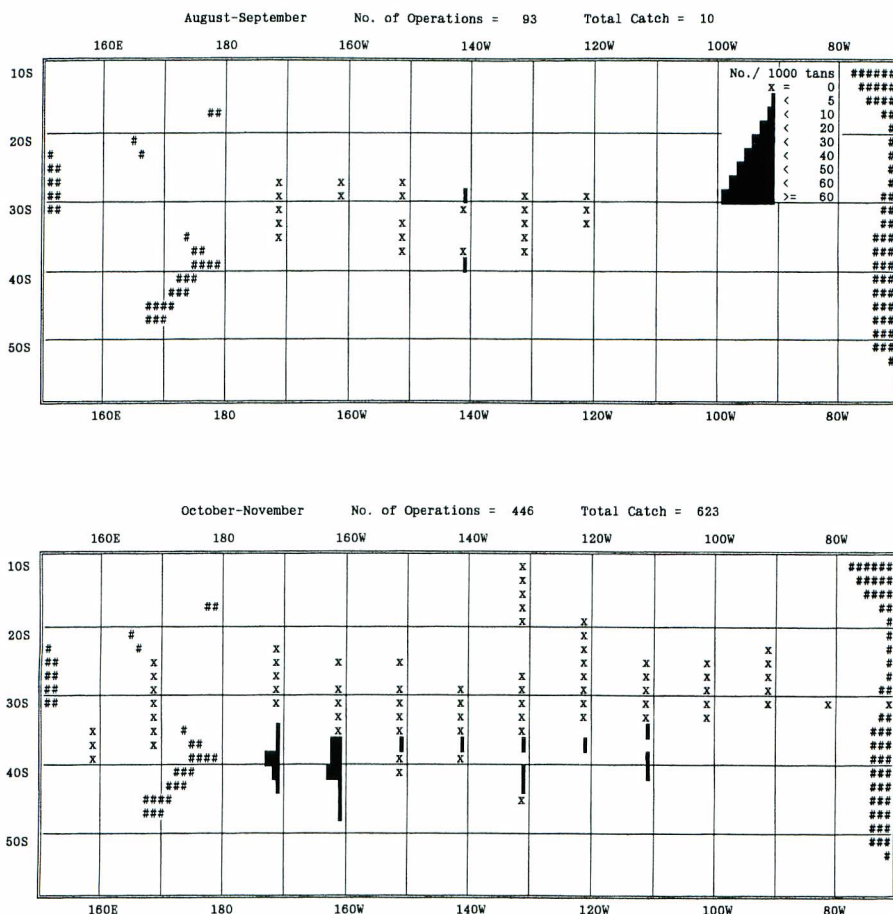 August-September No. of Operations = 93 Total Catch = 10
160E 180 160W 140W 120W 100W 80W
10S
No./ 1000 tans
x = 0
< 5
< 10
< 20
20S
< 30
< 40
< 50
< 60
>= 60
30S
40S
50S
160E 180 160W 140W 120W 100W 80W
October-November No. of Operations = 446 Total Catch = 623
160E 180 160W 140W 120W 100W 80W
10S
20S
30S
40S
50S
160E 180 160W 140W 120W 100W 80W